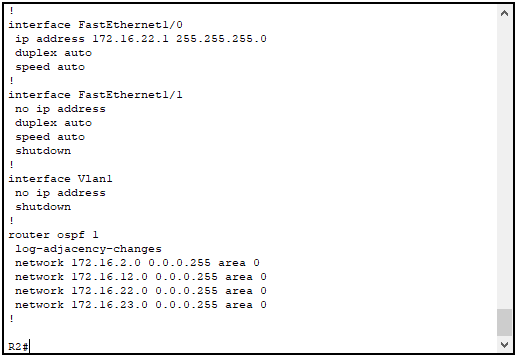 !
interface FastEthernet1/0
ip address 172.16.22.1 255.255.255.0
duplex auto
speed auto
!
interface FastEthernet1/1
no ip address
duplex auto
speed auto
shutdown
!
interface Vlan1
no ip address
shutdown
!
router ospf 1
log-adjacency-changes
network 172.16.2.0 0.0.0.255 area 0
network 172.16.12.0 0.0.0.255 area 0
network 172.16.22.0 0.0.0.255 area 0
network 172.16.23.0 0.0.0.255 area 0
!
R2#